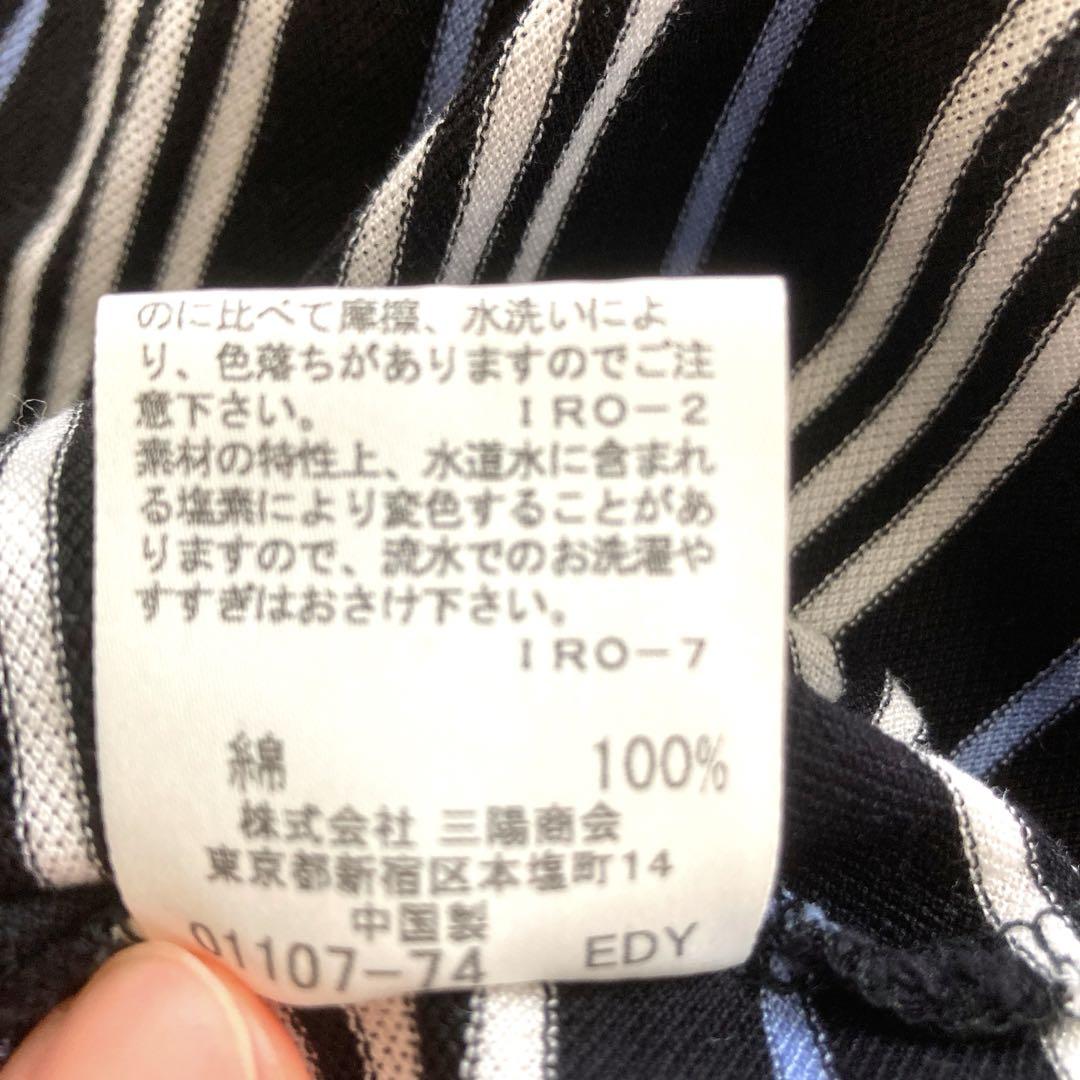 のに比べて摩擦、水洗いによ
り、色落ちがありますのでご注
意下さい。 IRO-2
素材の特性上、水道水に含まれ
る塩素により変色することがあ
りますので、流水でのお洗濯や
すすぎはおさけ下さい。
IRO-7
綿 100%
株式会社 三陽商会
東京都新宿区本塩町14
中国製
01107-74 EDY